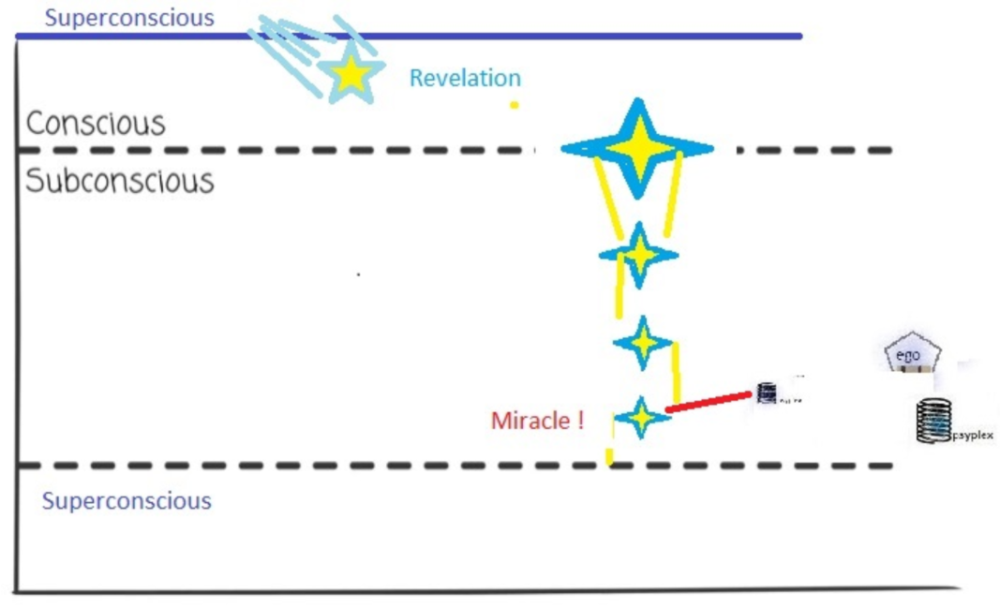 Superconscious
Revelation
Conscious
Subconscious
ego
Miracle !
psyplex
Superconscious